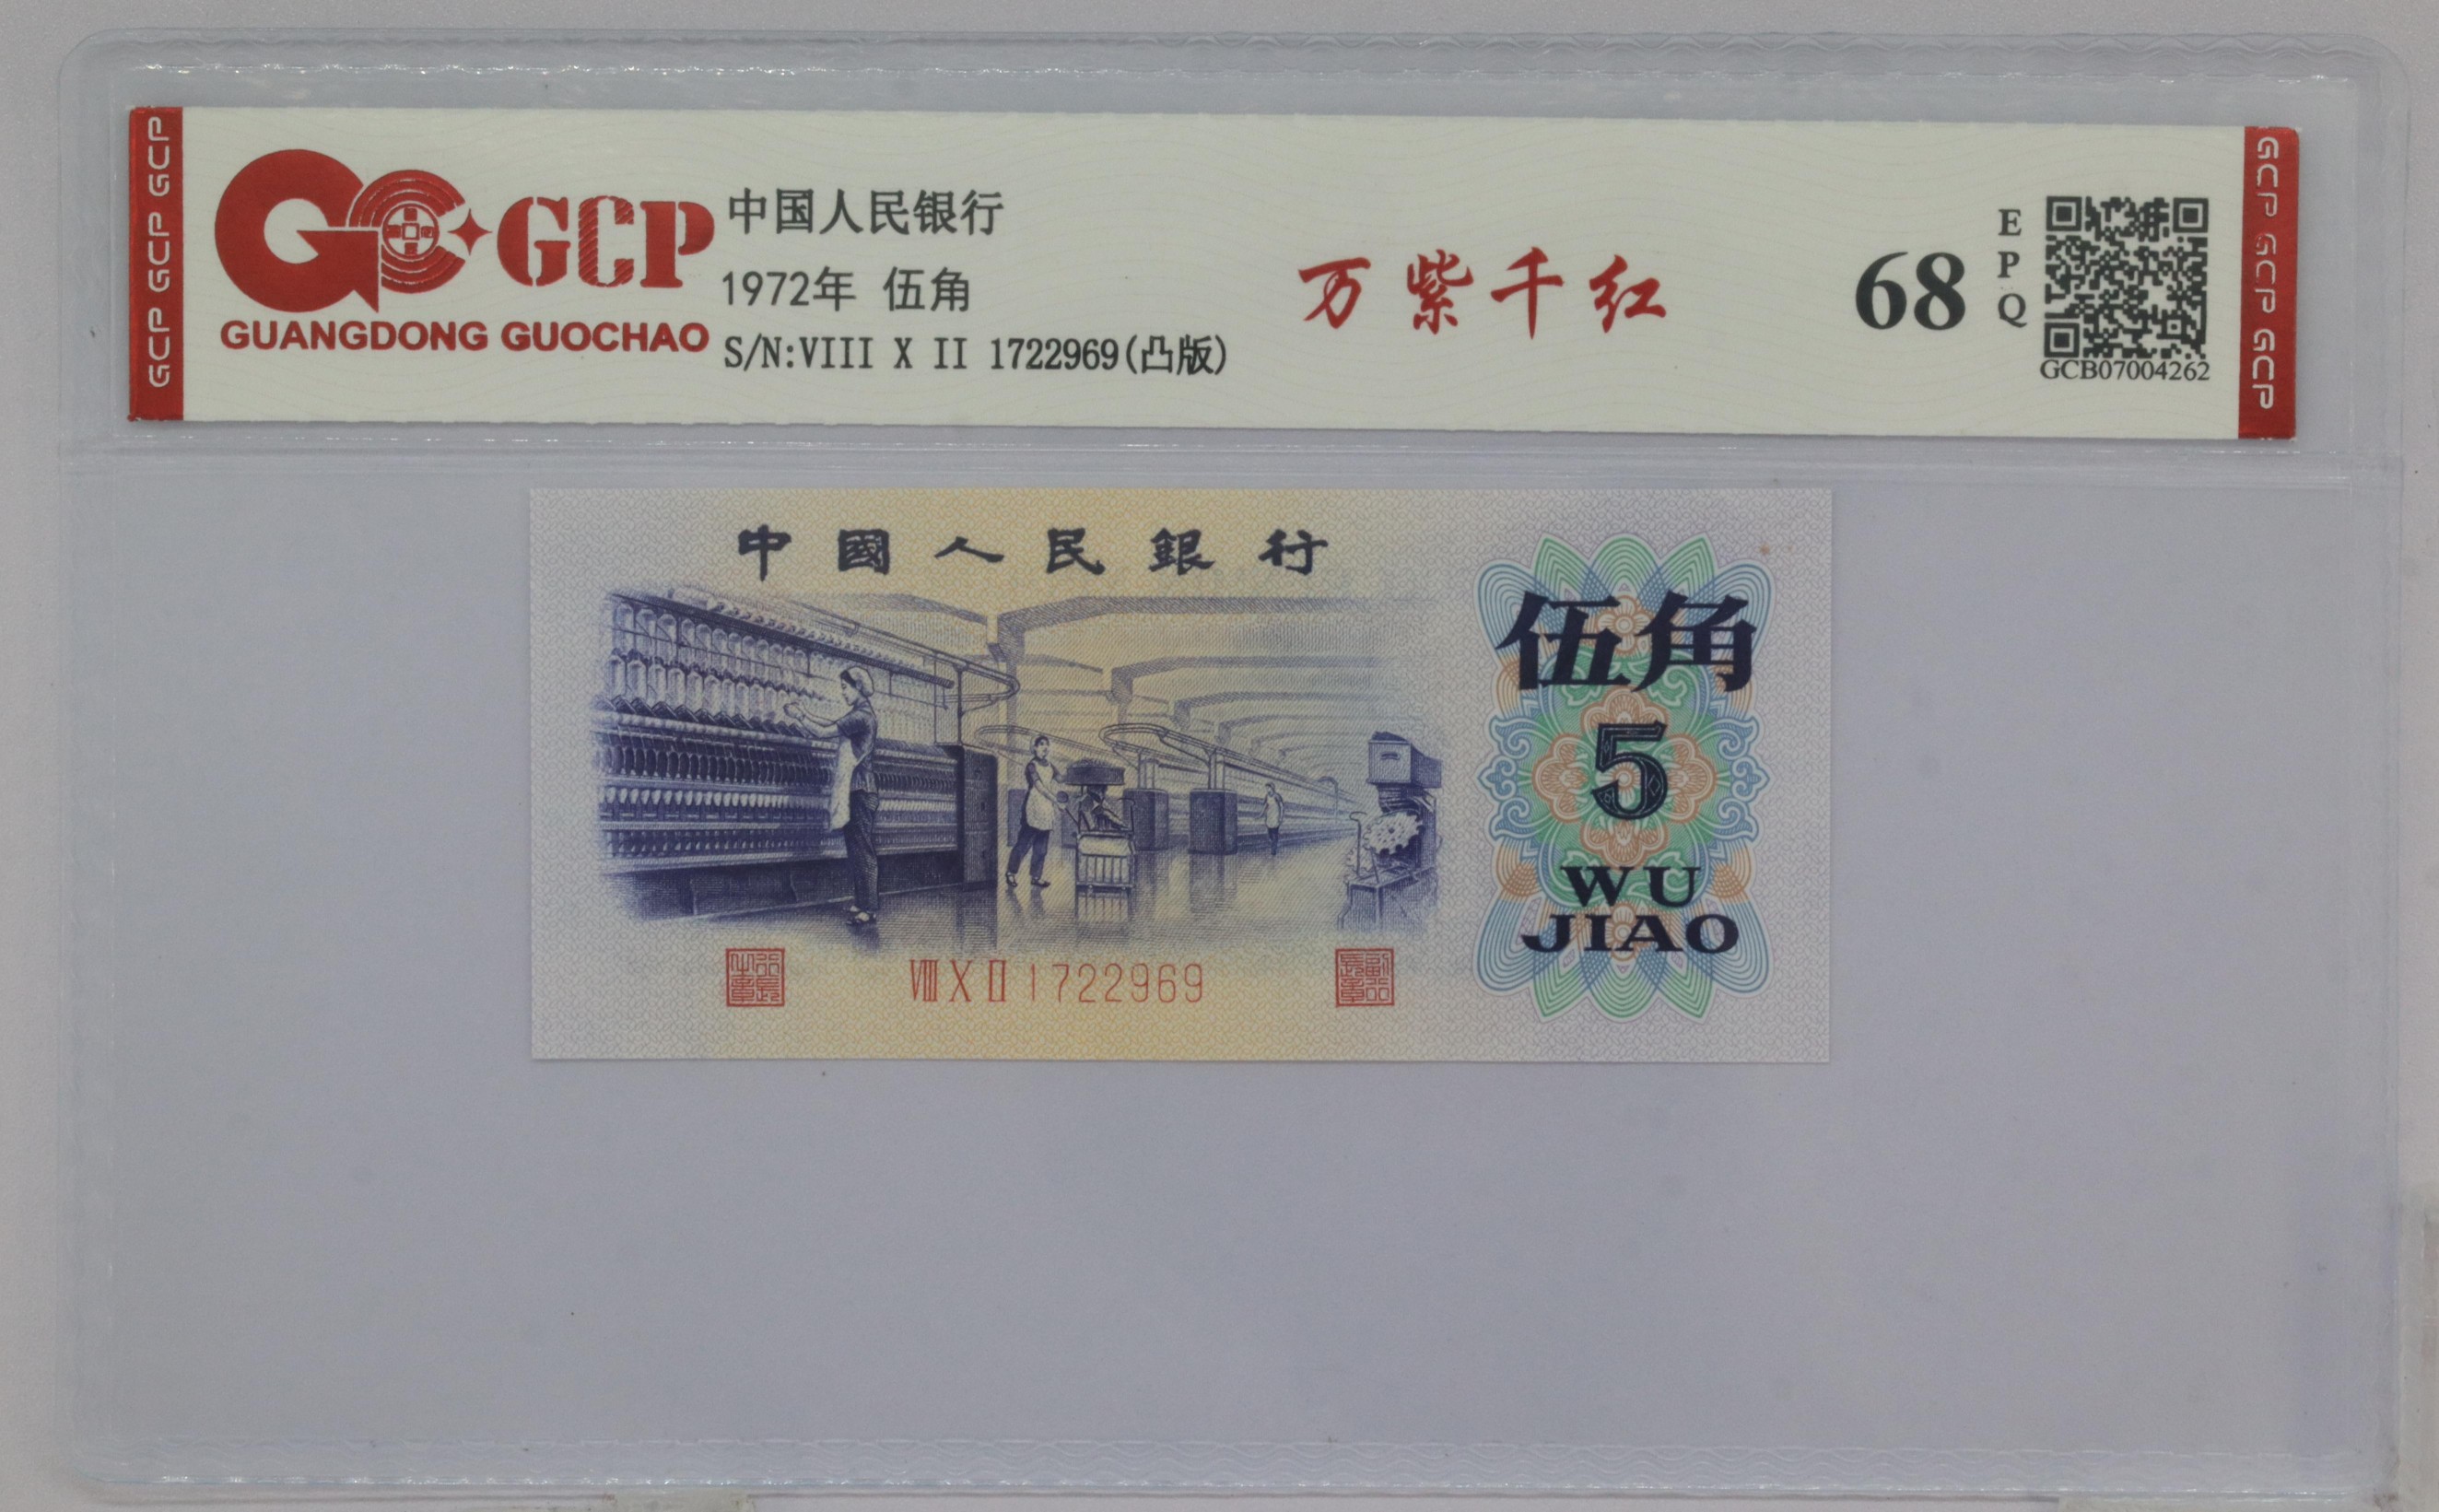 GCP GCP GCP
GCP
GUANGDONG GUOCHAO
中国人民银行
1972年 伍角
S/N:VIII X II 1722969(凸版)
万紫千红
68
EPQ
GCB07004262
GCP GCP GCP
中國人民銀行
伍角
5
WU
JIAO
VIII X II 1722969